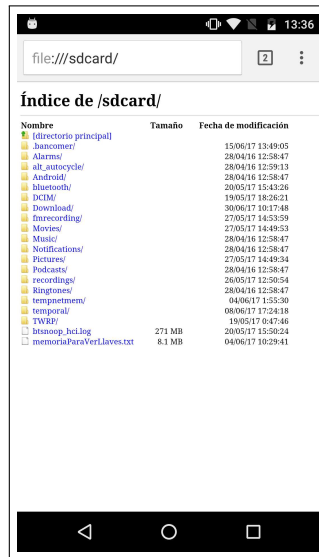 13:36
file:///sdcard/
2
Índice de /sdcard/
Nombre Tamaño Fecha de modificación
[directorio principal]
.bancomer/ 15/06/17 13:49:05
Alarms/ 28/04/16 12:58:47
alt_autocycle/ 28/04/16 12:59:13
Android/ 28/04/16 12:58:47
bluetooth/ 20/05/17 15:43:26
DCIM/ 19/05/17 18:26:21
Download/ 30/06/17 10:17:48
fmrecording/ 27/05/17 14:53:59
Movies/ 27/05/17 14:49:53
Music/ 28/04/16 12:58:47
Notifications/ 28/04/16 12:58:47
Pictures/ 27/05/17 14:49:34
Podcasts/ 28/04/16 12:58:47
recordings/ 26/05/17 12:50:54
Ringtones/ 28/04/16 12:58:47
tempnetmem/ 04/06/17 1:55:30
temporal/ 08/06/17 17:24:18
TWRP/ 19/05/17 0:47:46
btsnoop_hci.log 271 MB 20/05/17 15:50:24
memoriaParaVerLlaves.txt 8.1 MB 04/06/17 10:29:41